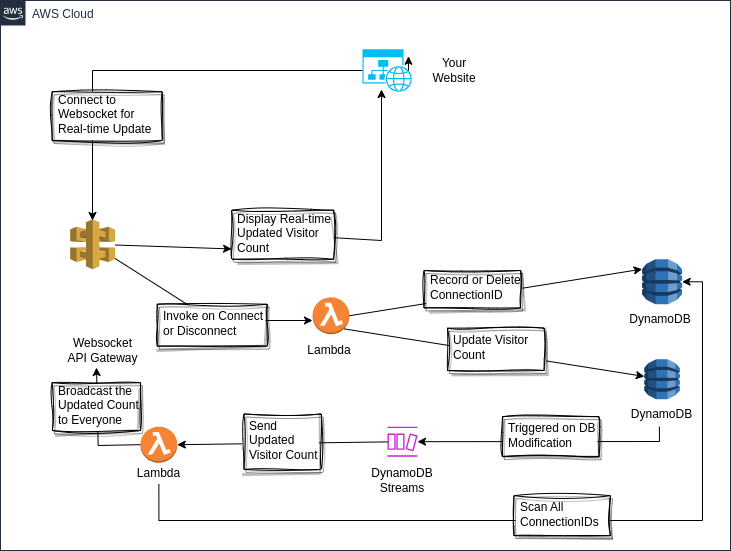 aws
AWS Cloud
Your
Website
Connect to
Websocket for
Real-time Update
Display Real-time
Updated Visitor
Count
Record or Delete
ConnectionID
DynamoDB
Invoke on Connect
or Disconnect
Lambda
Update Visitor
Count
Websocket
API Gateway
DynamoDB
Broadcast the
Updated Count
to Everyone
Lambda
Send
Updated
Visitor Count
DynamoDB
Streams
Triggered on DB
Modification
Scan All
ConnectionIDs